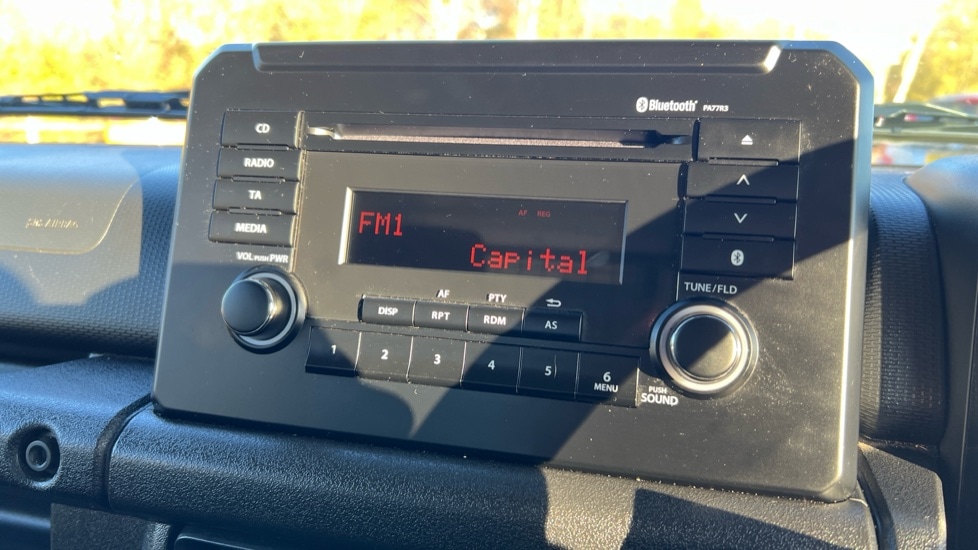 Bluetooth® PA77R3
CD
RADIO
TA
MEDIA
VOL PUSH PWR
AF REG
FM1
Capital
TUNE/FLD
AF PTY
DISP RPT RDM AS
1 2 3 4 5 6
MENU
PUSH
SOUND
AIRBAG